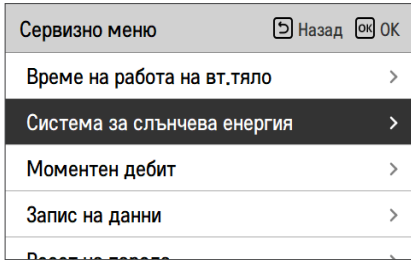 Сервизно меню Назад OK OK
Време на работа на вт.тяло
Система за слънчева енергия
Моментен дебит
Запис на данни